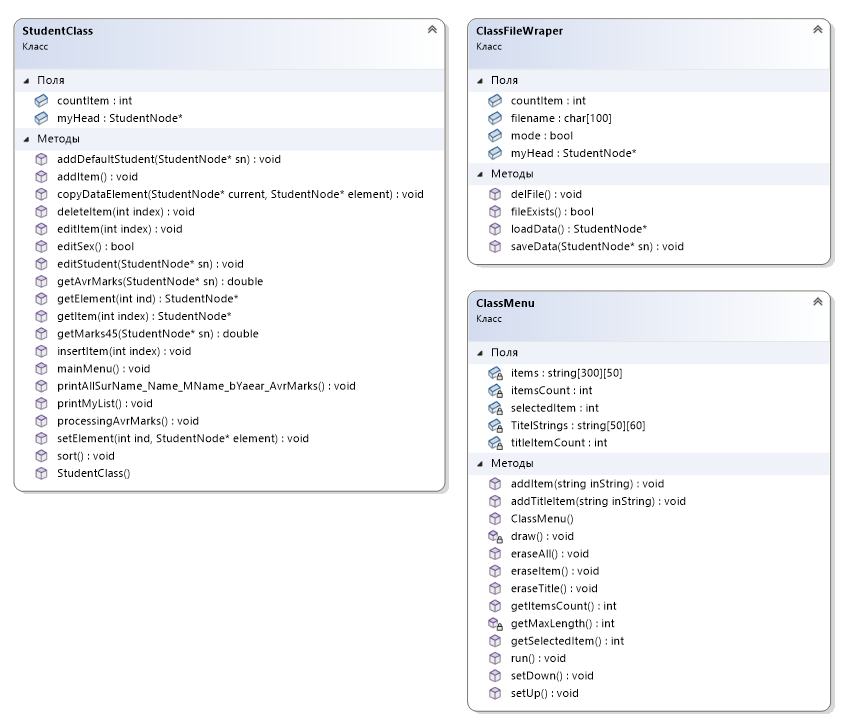 StudentClass
Класс
Поля
countItem : int
myHead : StudentNode*
Методы
addDefaultStudent(StudentNode* sn) : void
addItem() : void
copyDataElement(StudentNode* current, StudentNode* element) : void
deleteItem(int index) : void
editItem(int index) : void
editSex() : bool
editStudent(StudentNode* sn) : void
getAvrMarks(StudentNode* sn) : double
getElement(int ind) : StudentNode*
getItem(int index) : StudentNode*
getMarks45(StudentNode* sn) : double
insertItem(int index) : void
mainMenu() : void
printAllSurName_Name_MName_bYaear_AvrMarks() : void
printMyList() : void
processingAvrMarks() : void
setElement(int ind, StudentNode* element) : void
sort() : void
StudentClass()
ClassFileWraper
Класс
Поля
countItem : int
filename : char[100]
mode : bool
myHead : StudentNode*
Методы
delFile() : void
fileExists() : bool
loadData() : StudentNode*
saveData(StudentNode* sn) : void
ClassMenu
Класс
Поля
items : string[300][50]
itemsCount : int
selectedItem : int
TitelStrings : string[50][60]
titleItemCount : int
Методы
addItem(string inString) : void
addTitleItem(string inString) : void
ClassMenu()
draw() : void
eraseAll() : void
eraseItem() : void
eraseTitle() : void
getItemsCount() : int
getMaxLength() : int
getSelectedItem() : int
run() : void
setDown() : void
setUp() : void